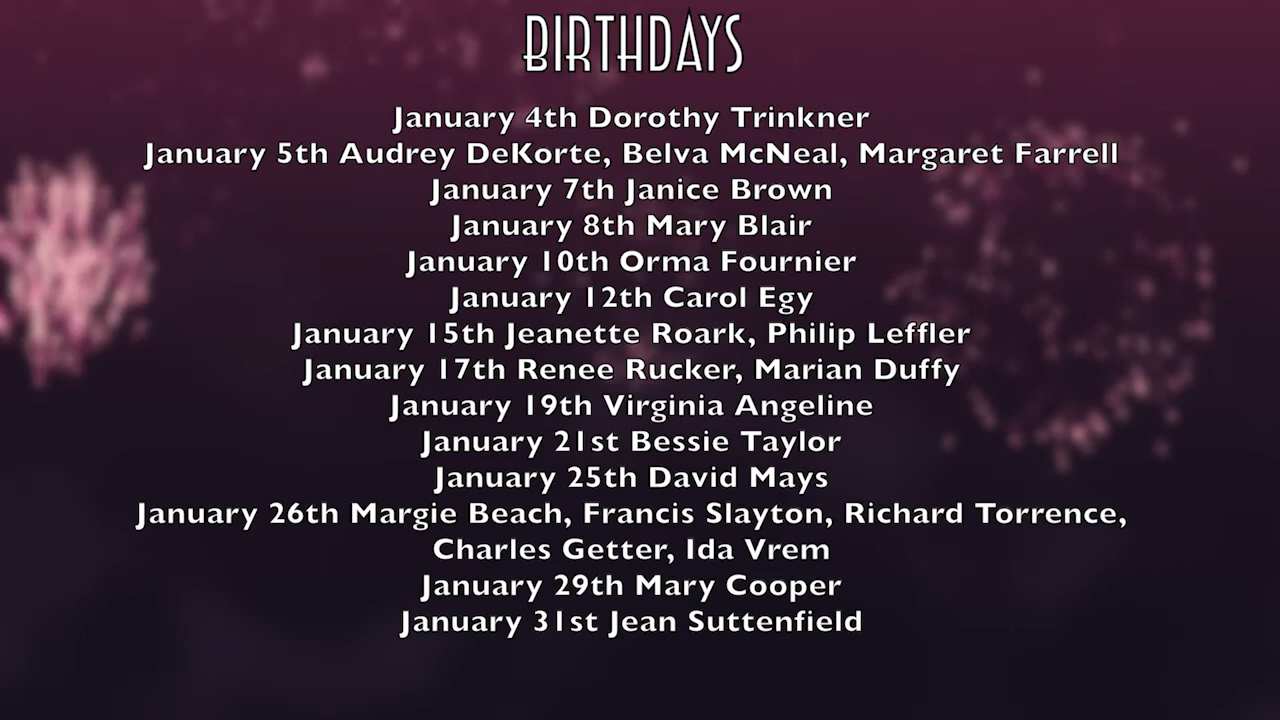 BIRTHDAYS
January 4th Dorothy Trinkner
January 5th Audrey DeKorte, Belva McNeal, Margaret Farrell
January 7th Janice Brown
January 8th Mary Blair
January 10th Orma Fournier
January 12th Carol Egy
January 15th Jeanette Roark, Philip Leffler
January 17th Renee Rucker, Marian Duffy
January 19th Virginia Angeline
January 21st Bessie Taylor
January 25th David Mays
January 26th Margie Beach, Francis Slayton, Richard Torrence,
Charles Getter, Ida Vrem
January 29th Mary Cooper
January 31st Jean Suttenfield